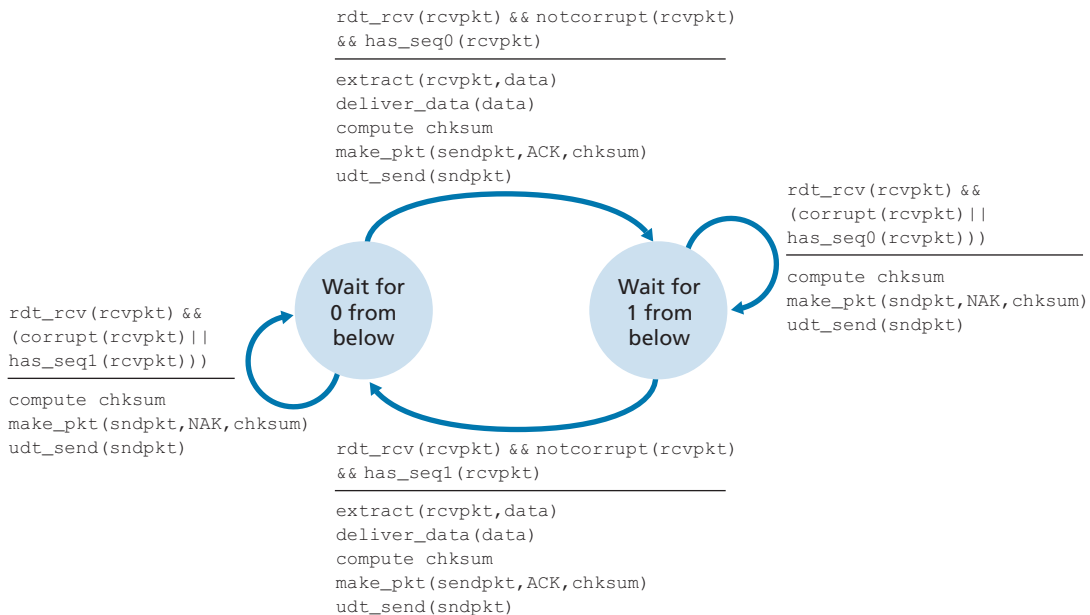 rdt_rcv(rcvpkt) && notcorrupt(rcvpkt)
&& has_seq0(rcvpkt)
extract(rcvpkt,data)
deliver_data(data)
compute chksum
make_pkt(sendpkt,ACK,chksum)
udt_send(sndpkt)
rdt_rcv(rcvpkt) &&
(corrupt(rcvpkt)||
has_seq0(rcvpkt)))
compute chksum
make_pkt(sndpkt,NAK,chksum)
udt_send(sndpkt)
Wait for
0 from
below
Wait for
1 from
below
rdt_rcv(rcvpkt) &&
(corrupt(rcvpkt)||
has_seq1(rcvpkt)))
compute chksum
make_pkt(sndpkt,NAK,chksum)
udt_send(sndpkt)
rdt_rcv(rcvpkt) && notcorrupt(rcvpkt)
&& has_seq1(rcvpkt)
extract(rcvpkt,data)
deliver_data(data)
compute chksum
make_pkt(sendpkt,ACK,chksum)
udt_send(sndpkt)